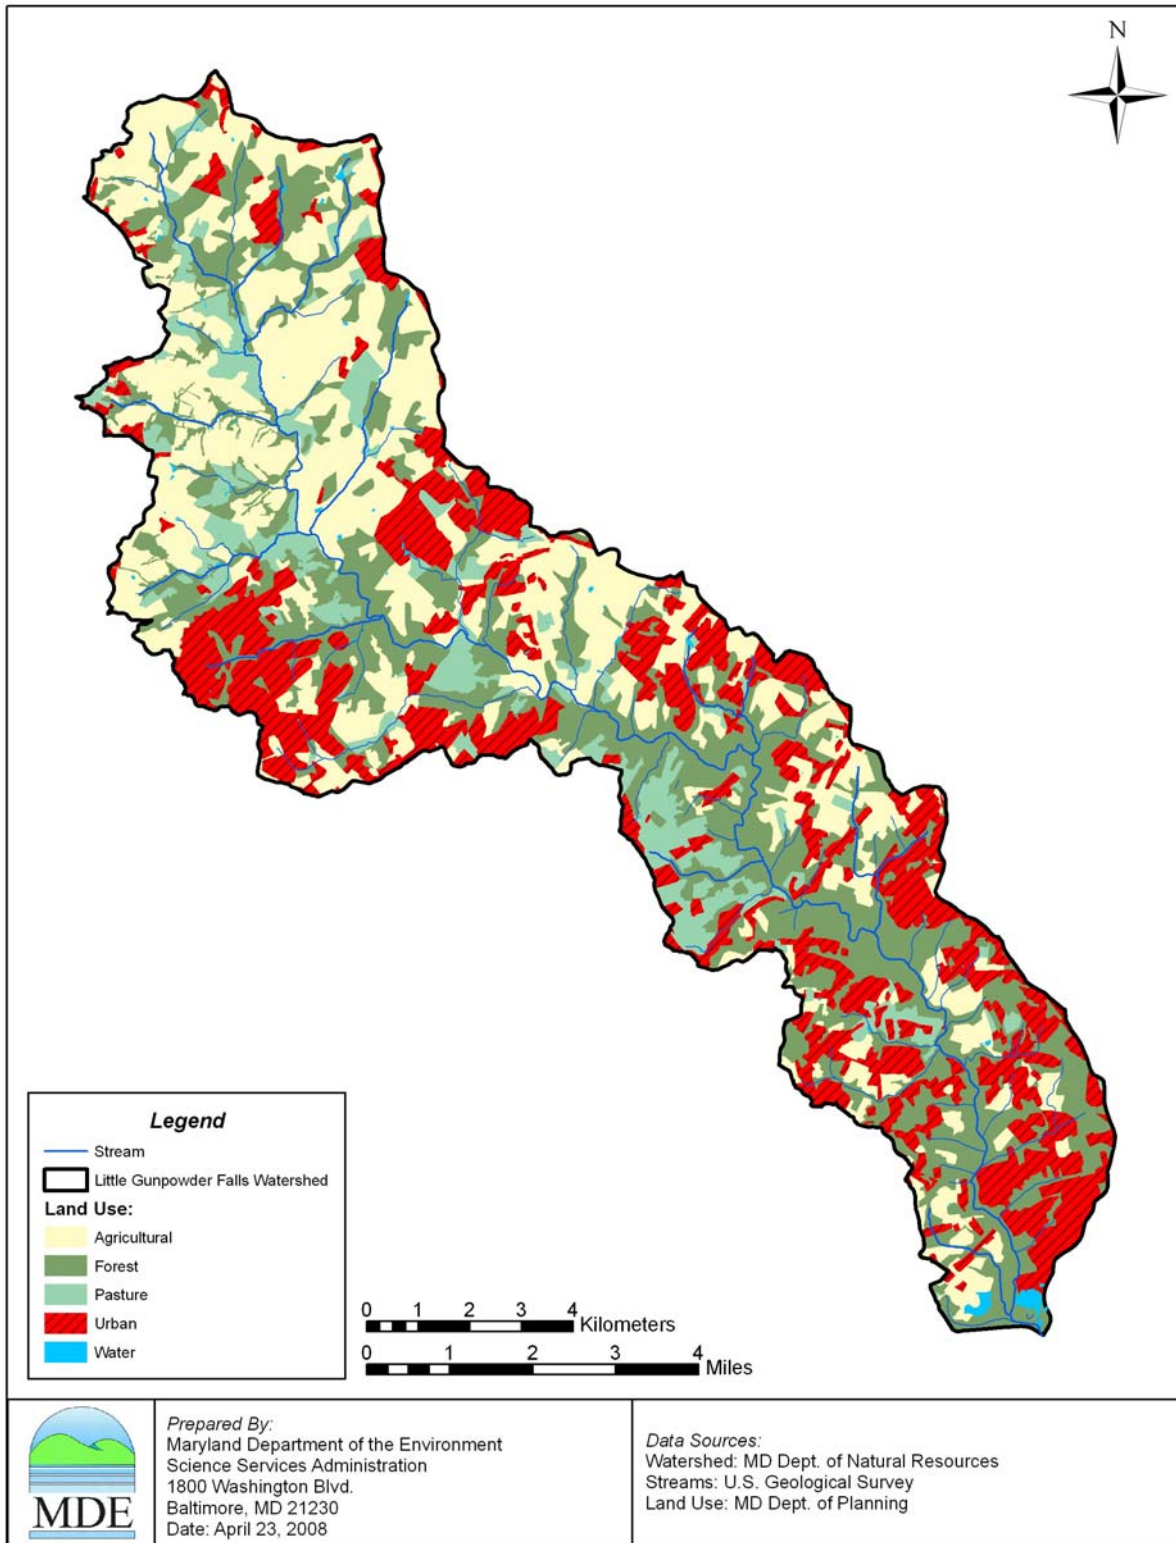 N
Legend
Stream
Little Gunpowder Falls Watershed
Land Use:
Agricultural
Forest
Pasture
Urban
Water
0 1 2 3 4
Kilometers
0 1 2 3 4
Miles
MDE
Prepared By:
Maryland Department of the Environment
Science Services Administration
1800 Washington Blvd.
Baltimore, MD 21230
Date: April 23, 2008
Data Sources:
Watershed: MD Dept. of Natural Resources
Streams: U.S. Geological Survey
Land Use: MD Dept. of Planning